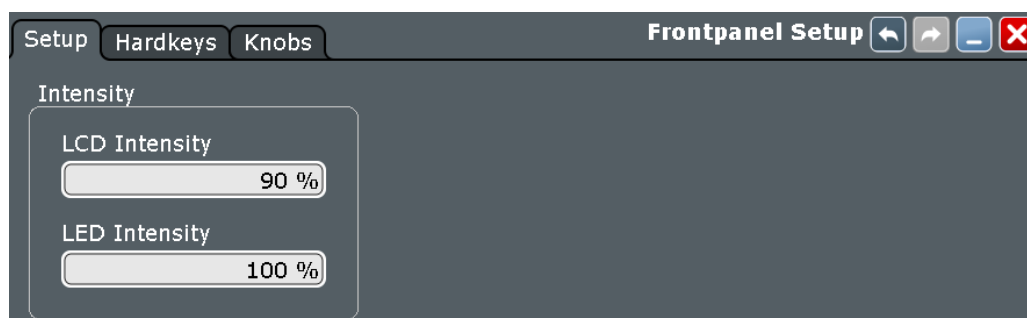 Setup Hardkeys Knobs Frontpanel Setup
Intensity
LCD Intensity
90 %
LED Intensity
100 %